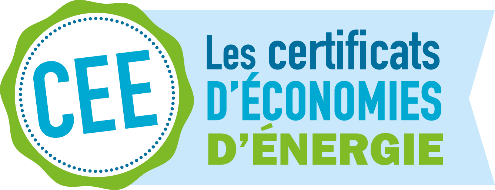 CEE
Les certificats
D'ÉCONOMIES
D'ÉNERGIE